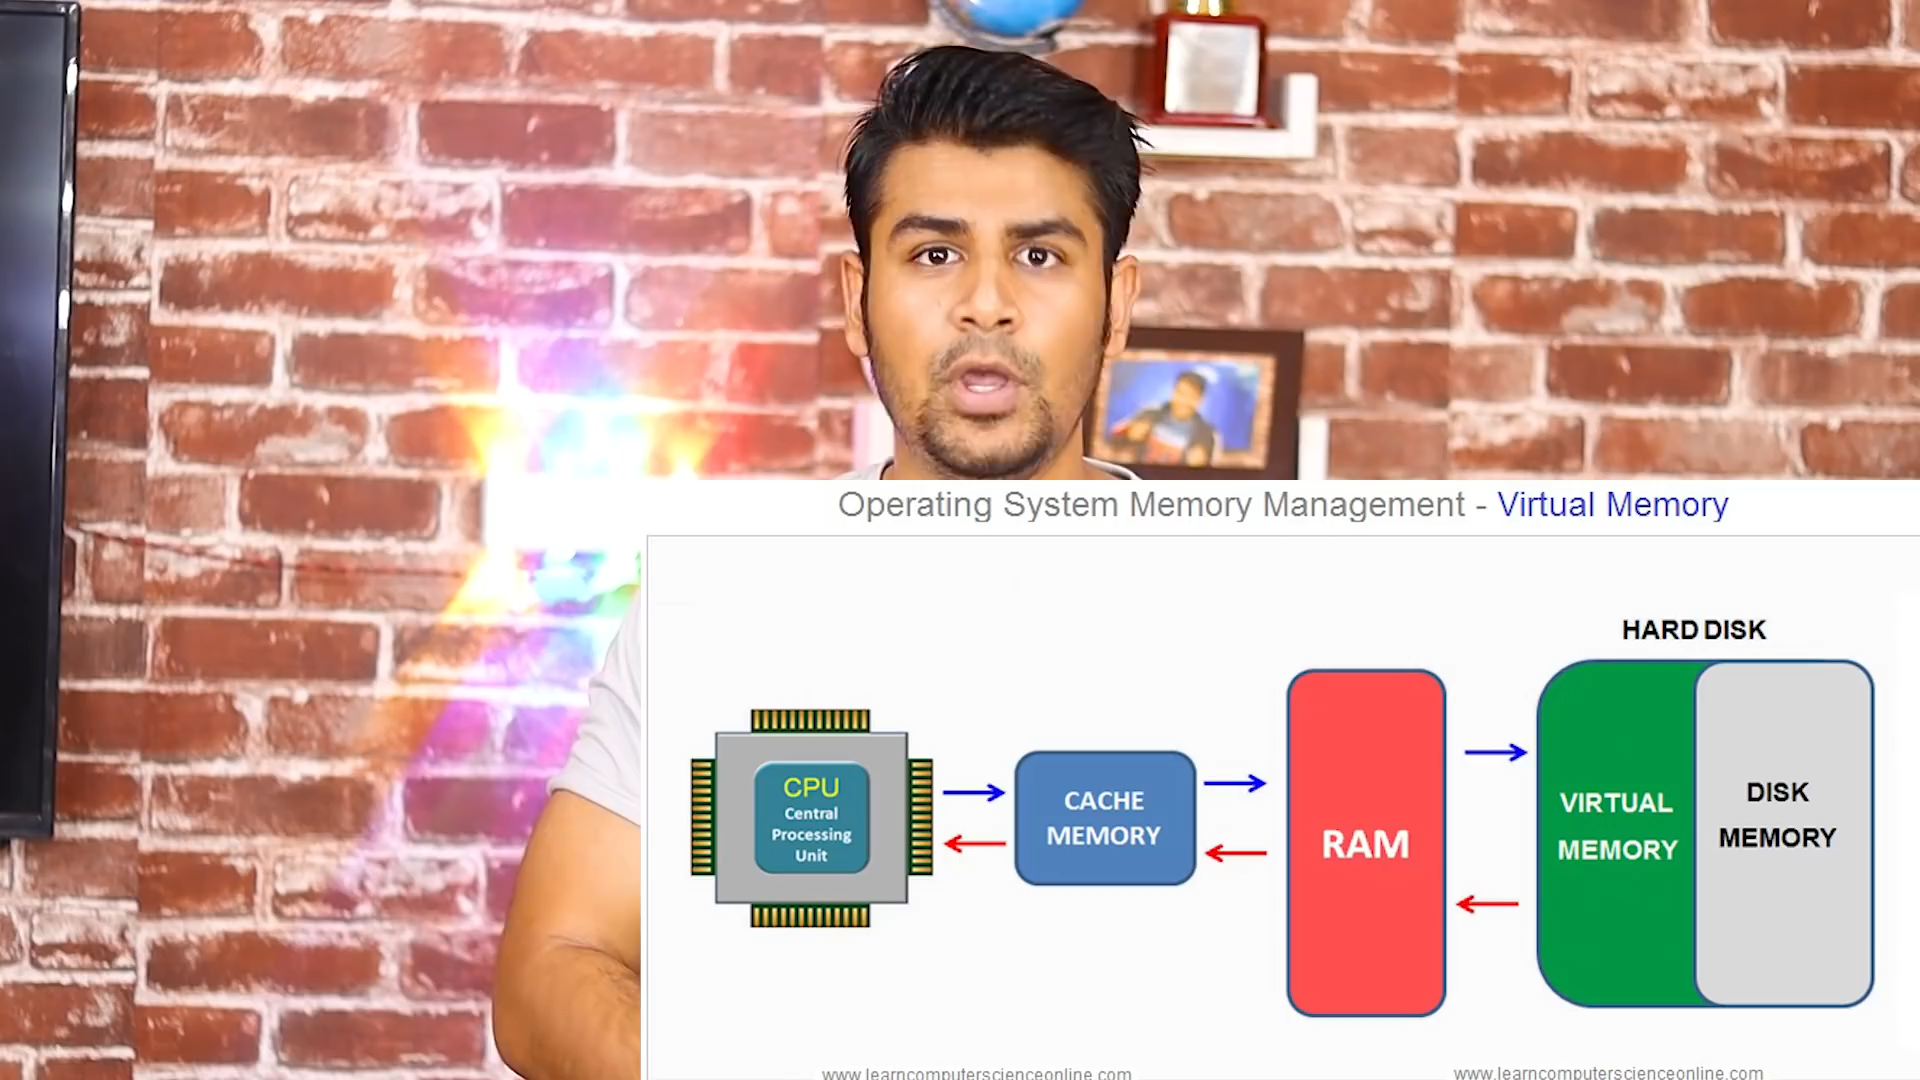 Operating System Memory Management - Virtual Memory
HARD DISK
CPU
Central
Processing
Unit
CACHE
MEMORY
RAM
VIRTUAL
MEMORY
DISK
MEMORY
www.learncomputerscienceonline.com
www.learncomputerscienceonline.com